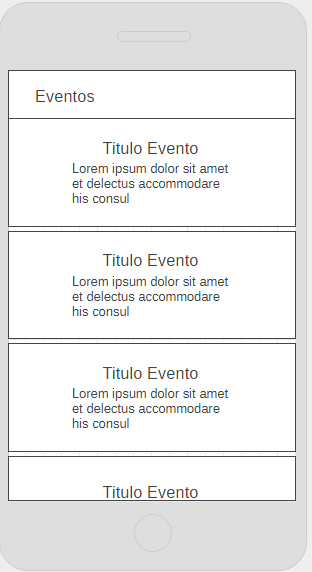 Eventos
Titulo Evento
Lorem ipsum dolor sit amet
et delectus accommodare
his consul
Titulo Evento
Lorem ipsum dolor sit amet
et delectus accommodare
his consul
Titulo Evento
Lorem ipsum dolor sit amet
et delectus accommodare
his consul
Titulo Evento